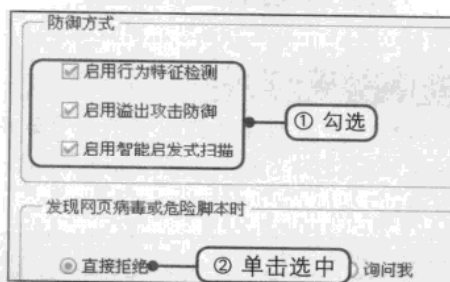 防御方式
启用行为特征检测
启用溢出攻击防御
① 勾选
启用智能启发式扫描
发现网页病毒或危险脚本时
直接拒绝
② 单击选中
询问我